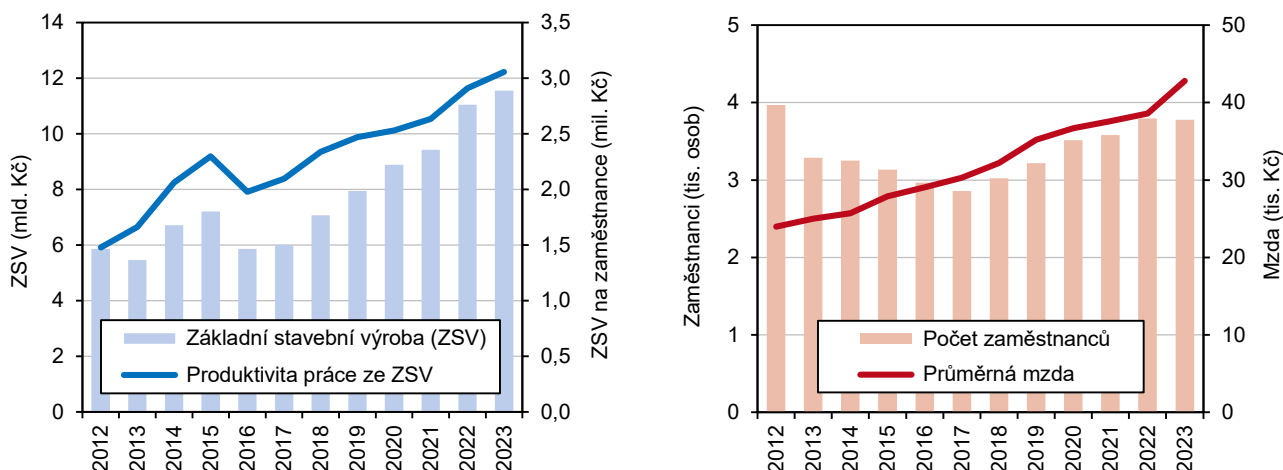 ZSV (mld. Kč)
14
12
10
8
6
4
2
0
3,5
3,0
2,5
2,0
1,5
1,0
0,5
0,0
ZSV na zaměstnance (mil. Kč)
Základní stavební výroba (ZSV)
Produktivita práce ze ZSV
2012 2013 2014 2015 2016 2017 2018 2019 2020 2021 2022 2023
Zaměstnanci (tis. osob)
5
4
3
2
1
0
50
40
30
20
10
0
Mzda (tis. Kč)
Počet zaměstnanců
Průměrná mzda
2012 2013 2014 2015 2016 2017 2018 2019 2020 2021 2022 2023